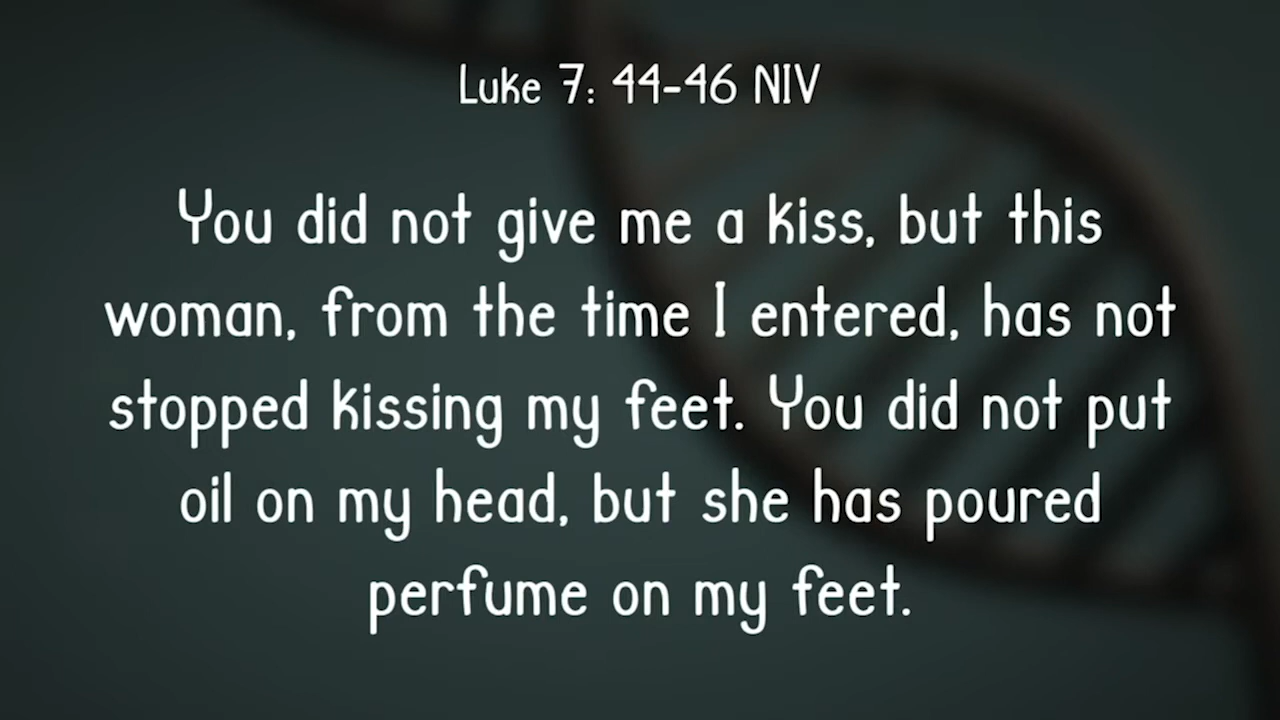 Luke 7: 44-46 NIV
You did not give me a kiss, but this
woman, from the time I entered, has not
stopped kissing my feet. You did not put
oil on my head, but she has poured
perfume on my feet.